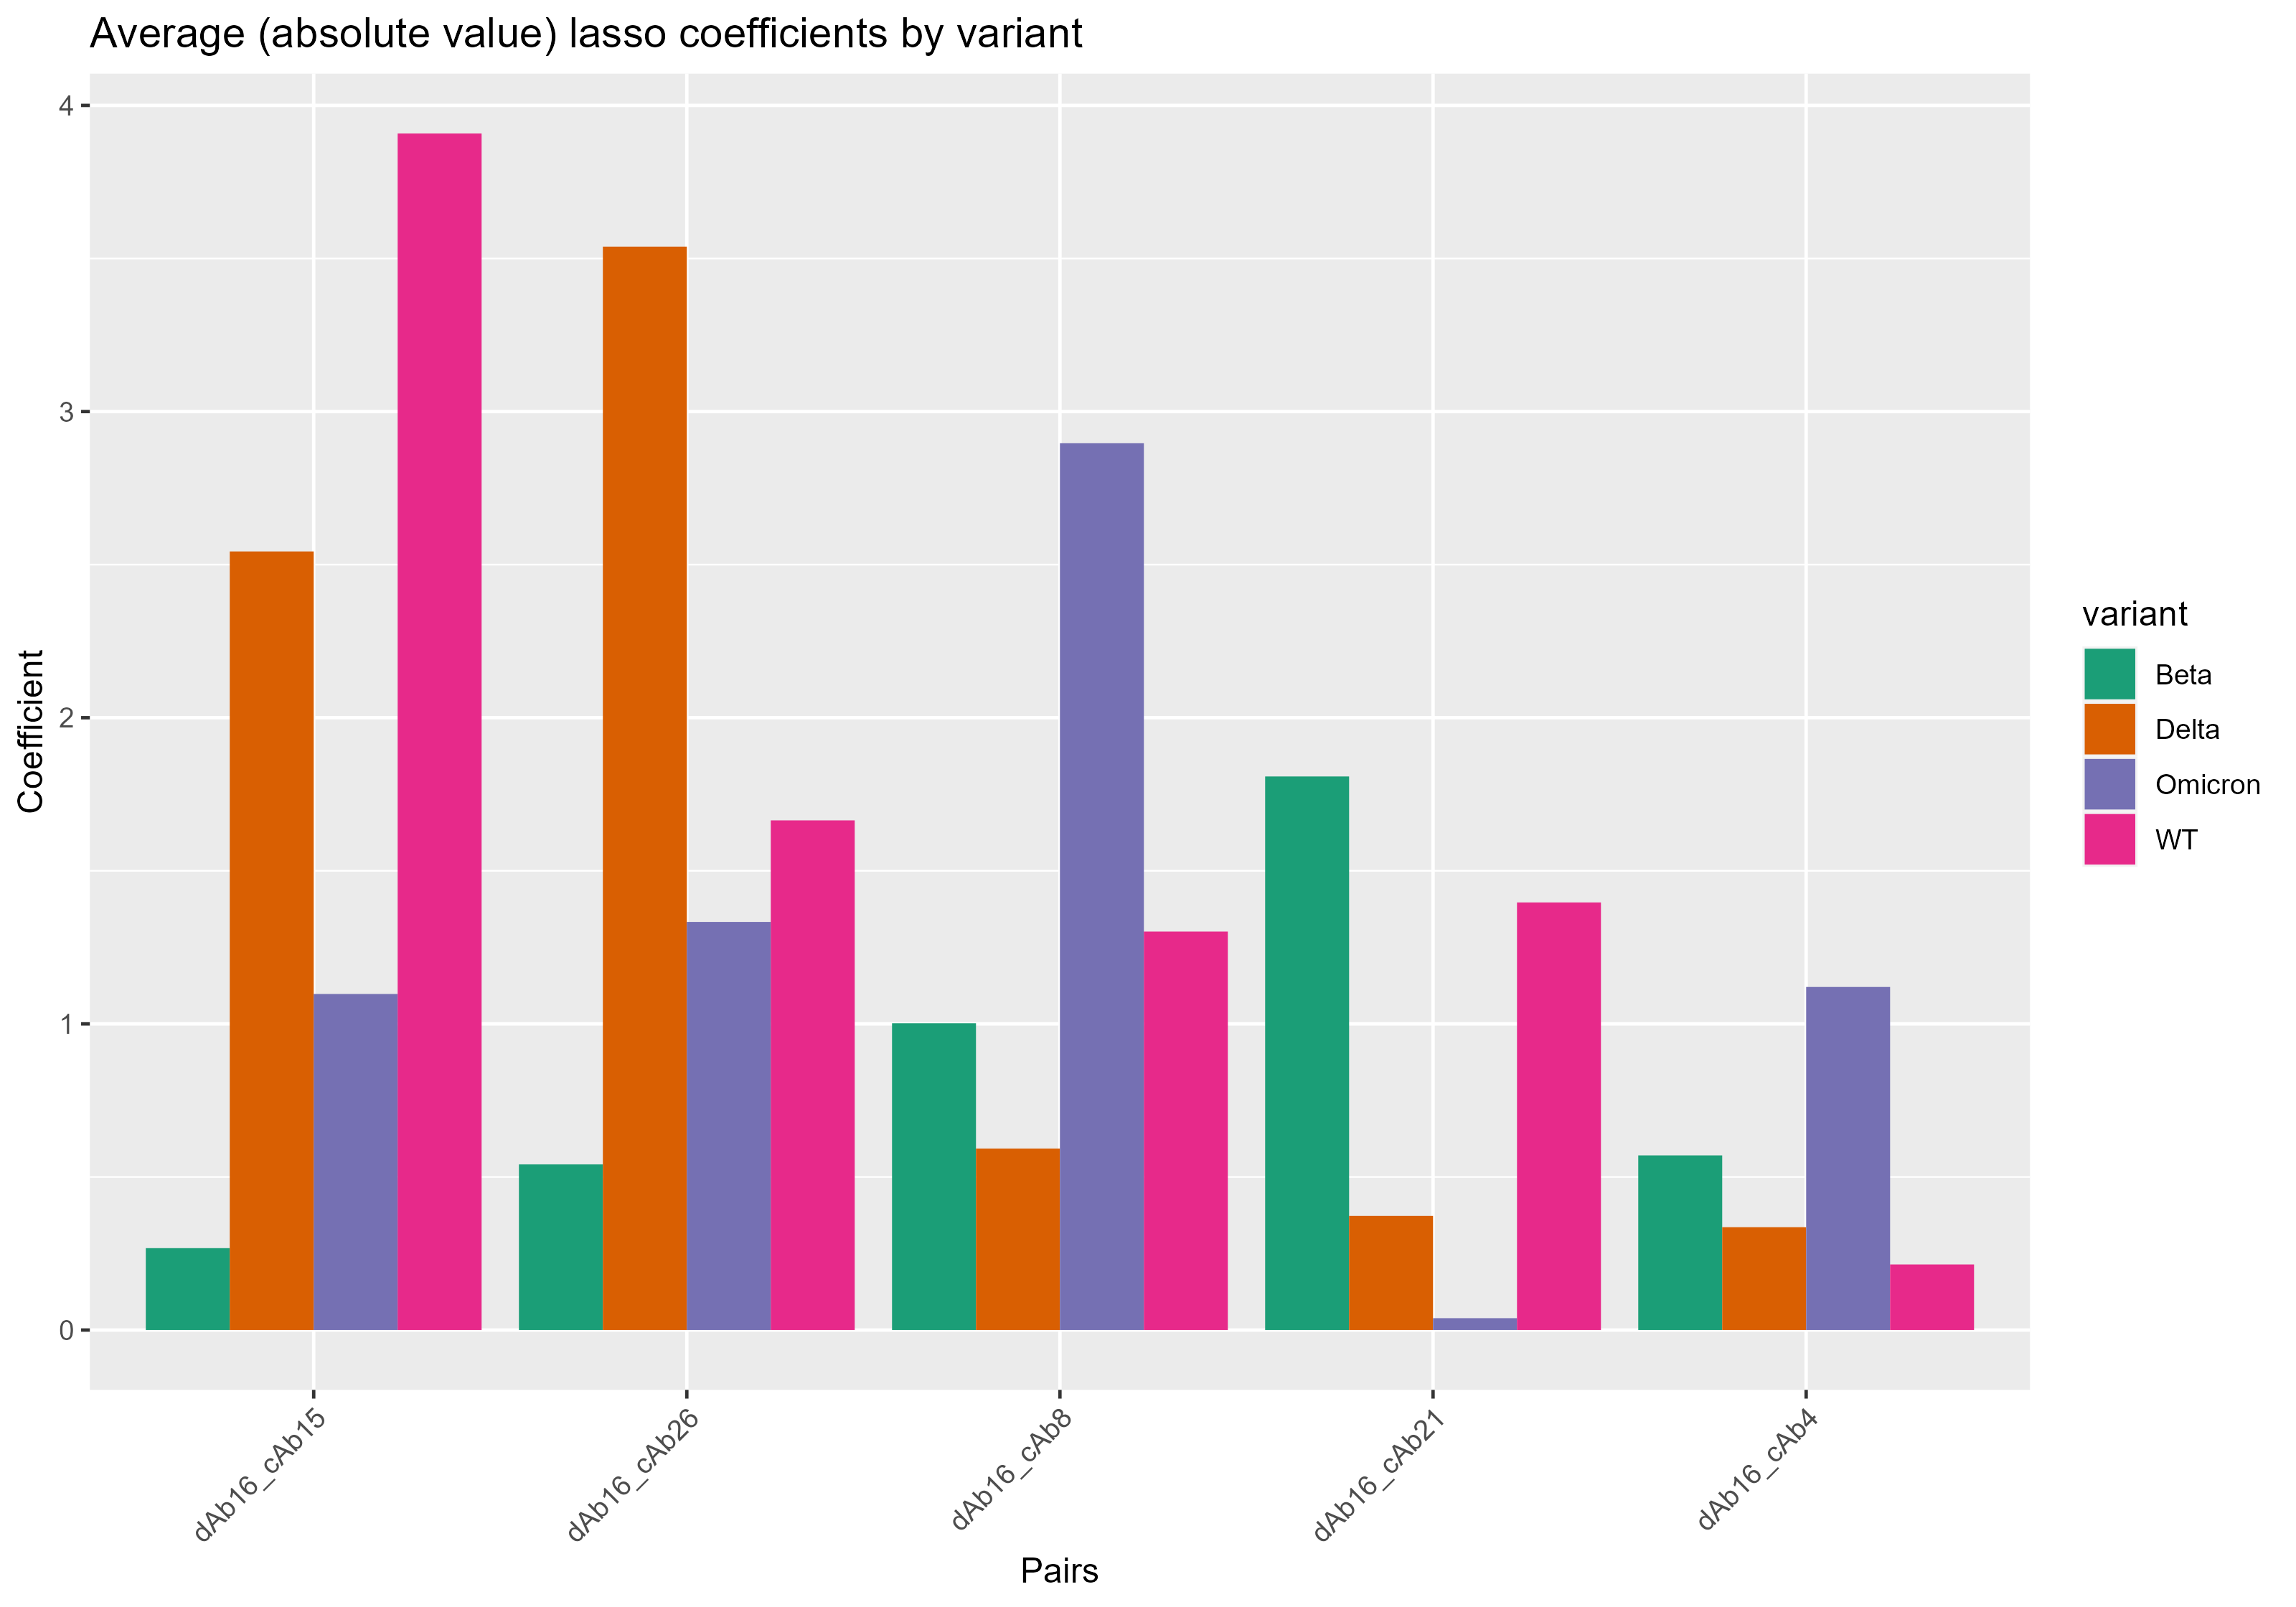 Average (absolute value) lasso coefficients by variant
4
3
2
1
0
Coefficient
dAb16_cAb15
dAb16_cAb26
dAb16_cAb8
dAb16_cAb21
dAb16_cAb4
Pairs
variant
Beta
Delta
Omicron
WT